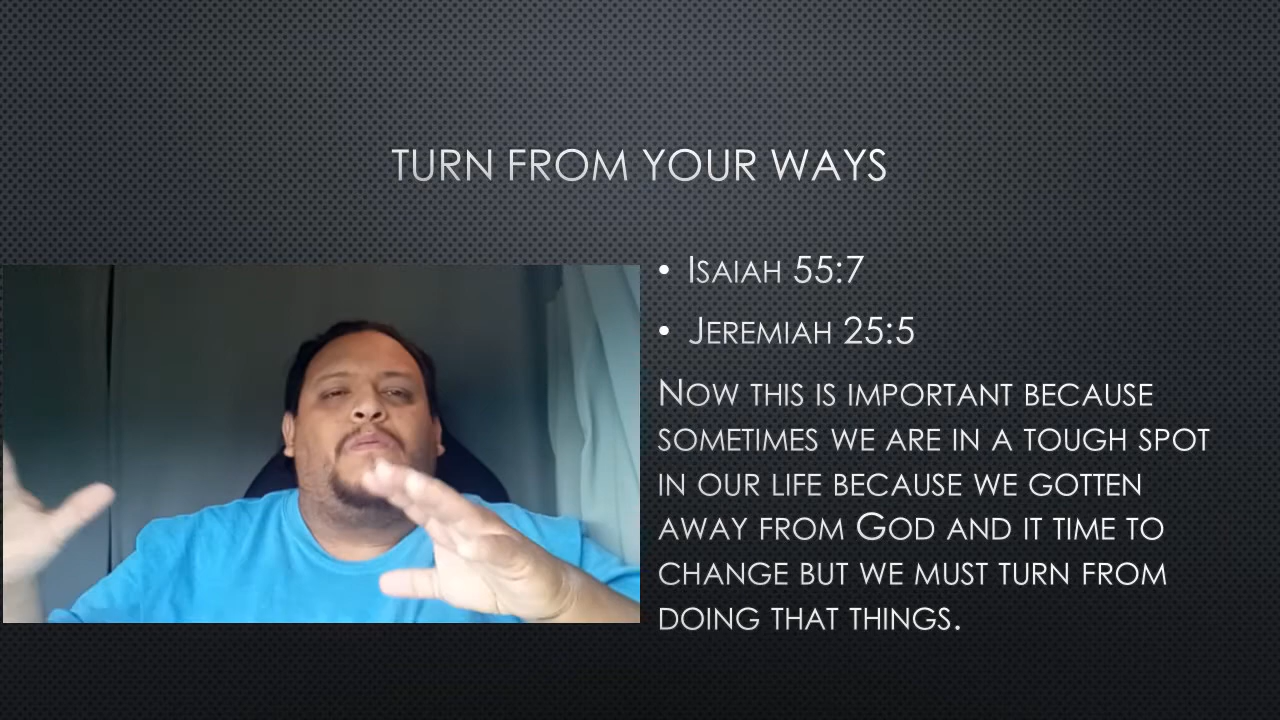 TURN FROM YOUR WAYS
• ISAIAH 55:7
• JEREMIAH 25:5
NOW THIS IS IMPORTANT BECAUSE
SOMETIMES WE ARE IN A TOUGH SPOT
IN OUR LIFE BECAUSE WE GOTTEN
AWAY FROM GOD AND IT TIME TO
CHANGE BUT WE MUST TURN FROM
DOING THAT THINGS.